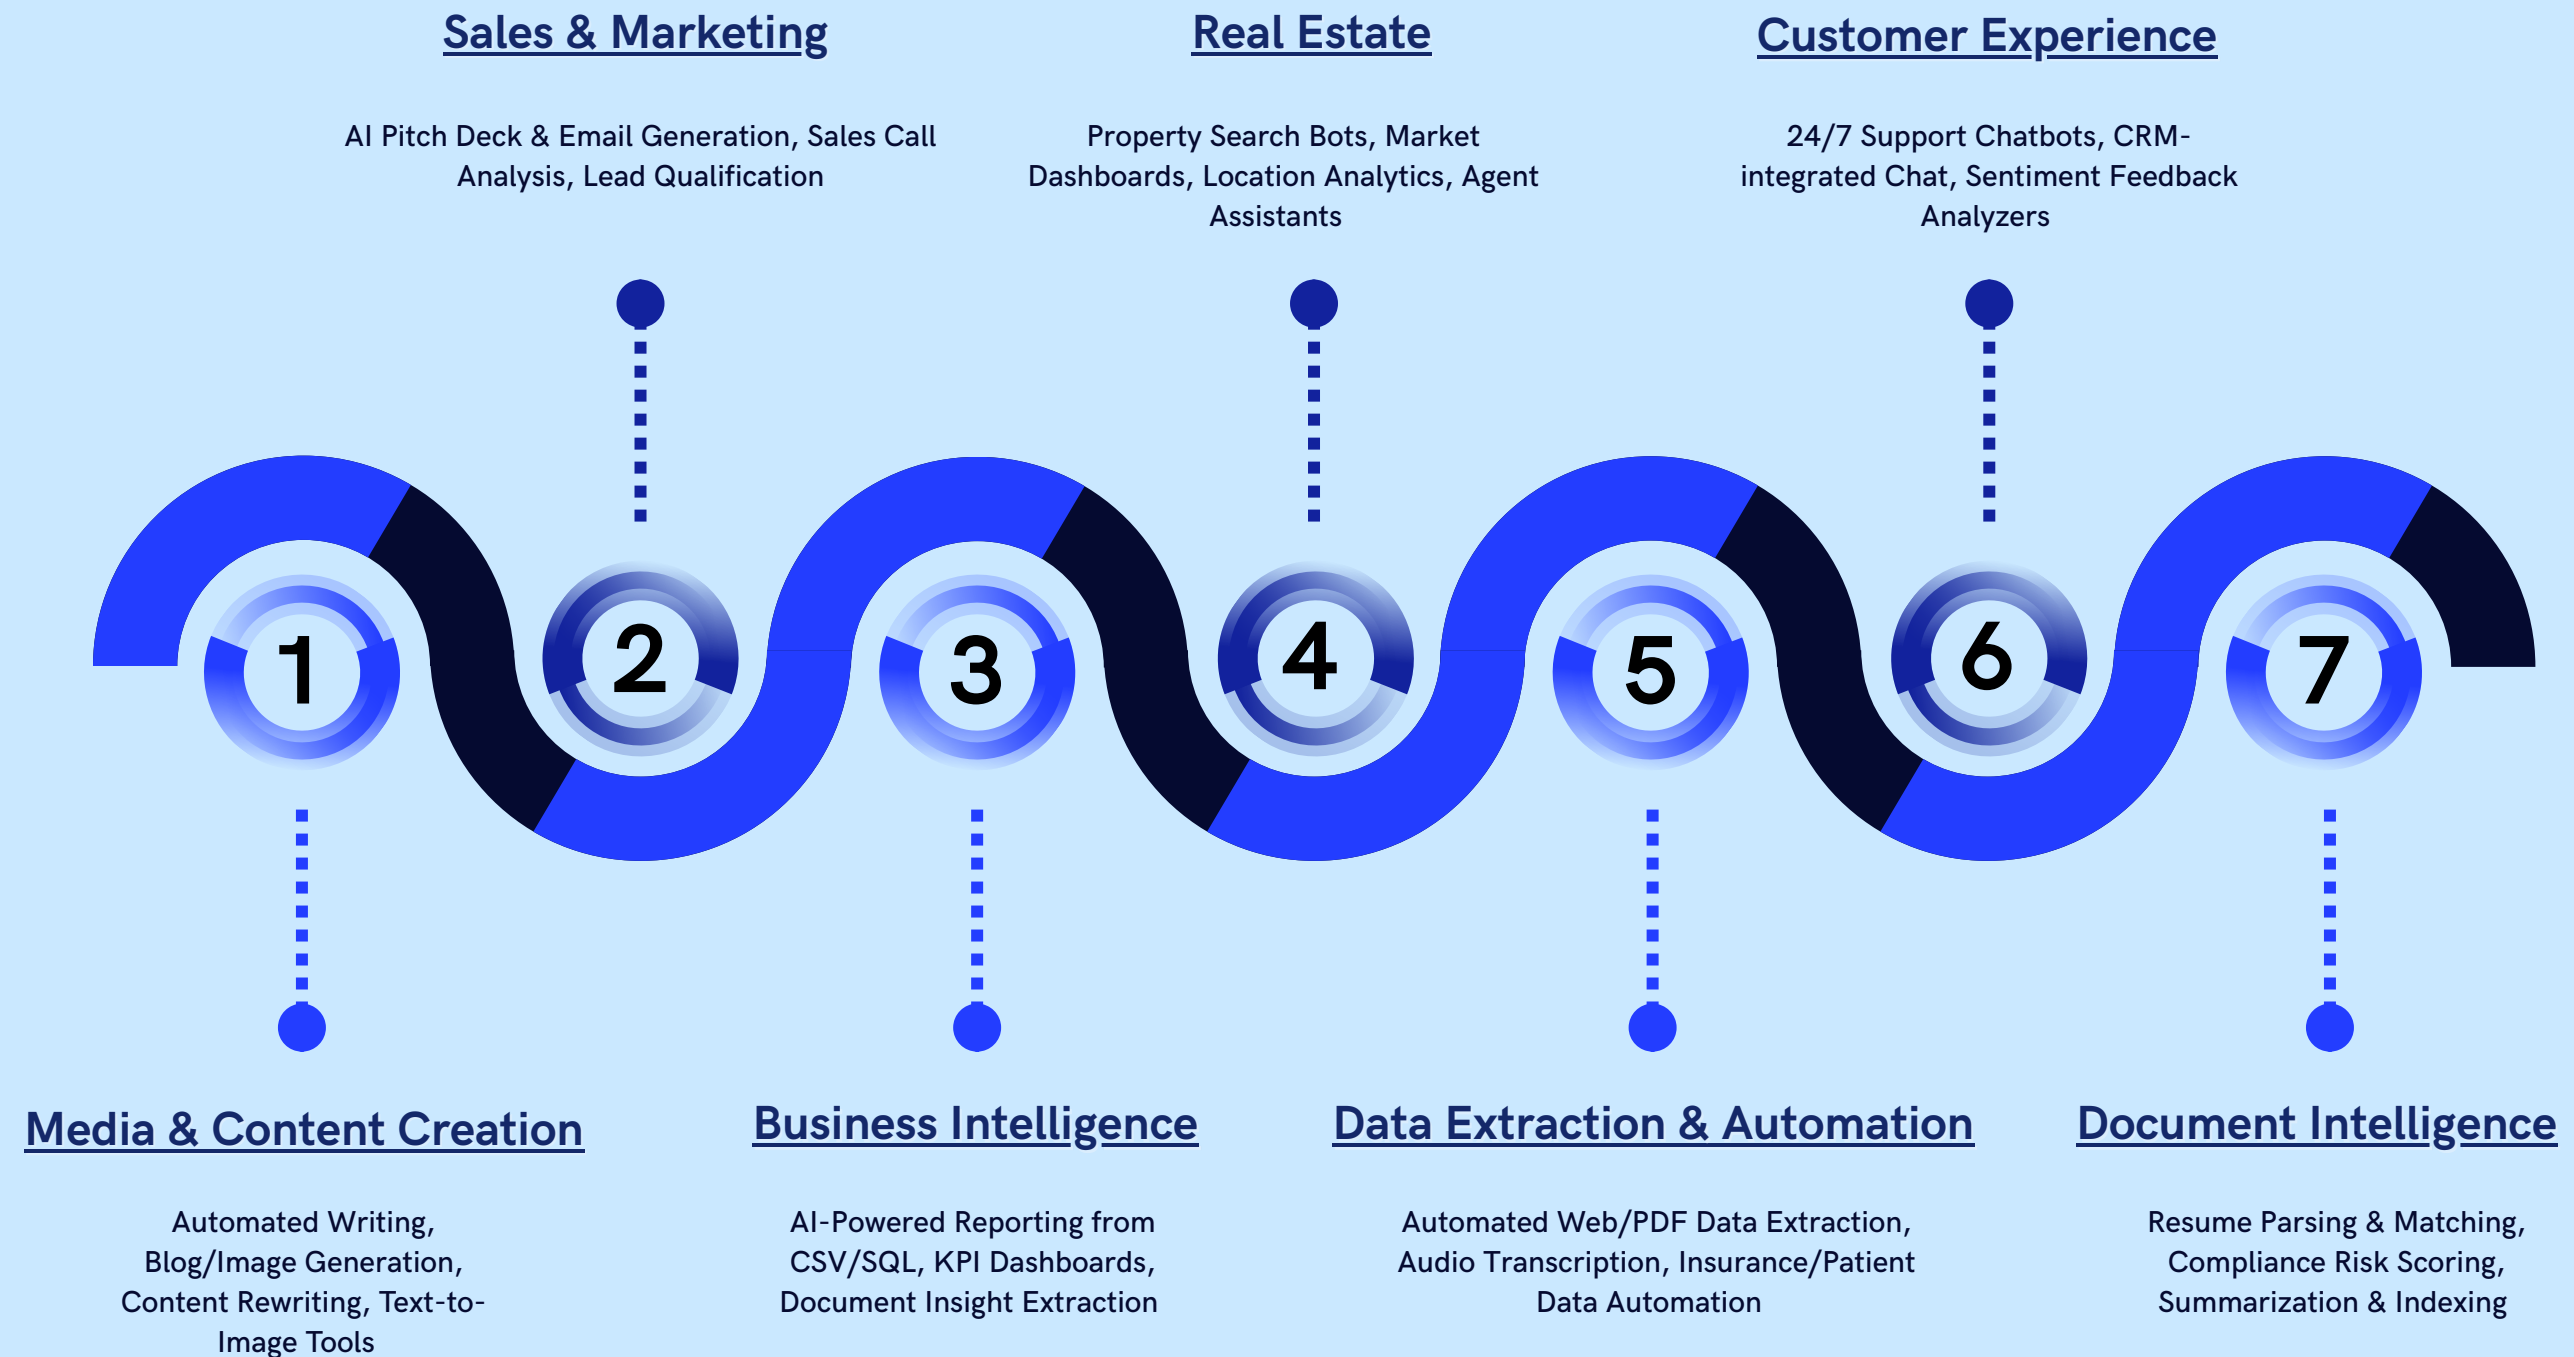 Sales & Marketing
AI Pitch Deck & Email Generation, Sales Call
Analysis, Lead Qualification
Real Estate
Property Search Bots, Market
Dashboards, Location Analytics, Agent
Assistants
Customer Experience
24/7 Support Chatbots, CRM-
integrated Chat, Sentiment Feedback
Analyzers
1
2
3
4
5
6
7
Media & Content Creation
Automated Writing,
Blog/Image Generation,
Content Rewriting, Text-to-
Image Tools
Business Intelligence
AI-Powered Reporting from
CSV/SQL, KPI Dashboards,
Document Insight Extraction
Data Extraction & Automation
Automated Web/PDF Data Extraction,
Audio Transcription, Insurance/Patient
Data Automation
Document Intelligence
Resume Parsing & Matching,
Compliance Risk Scoring,
Summarization & Indexing